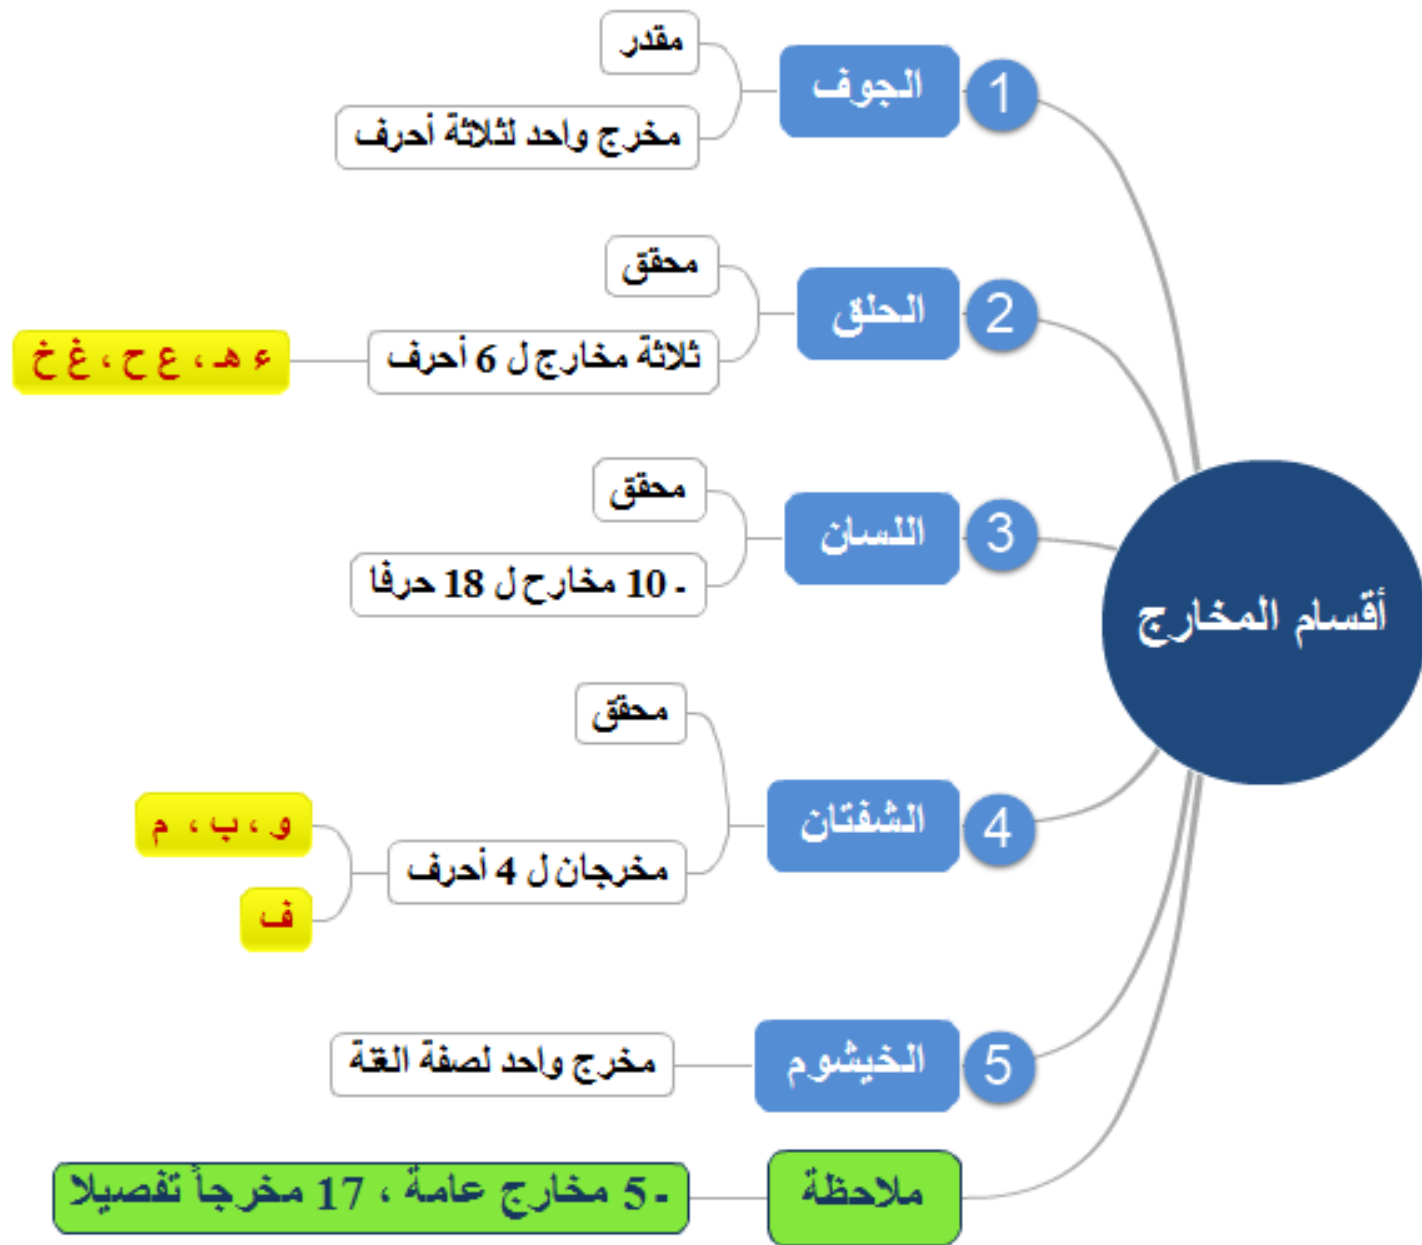 أقسام المخارج
1
الجوف
مقدر
مخرج واحد لثلاثة أحرف
2
الحلق
محقق
ثلاثة مخارج ل 6 أحرف
ء هـ ، ع ح ، غ خ
3
اللسان
محقق
- 10 مخارح ل 18 حرفا
4
الشفتان
محقق
مخرجان ل 4 أحرف
و ، ب ، م
ف
5
الخيشوم
مخرج واحد لصفة الغنة
ملاحظة
- 5 مخارج عامة ، 17 مخرجاً تفصيلا